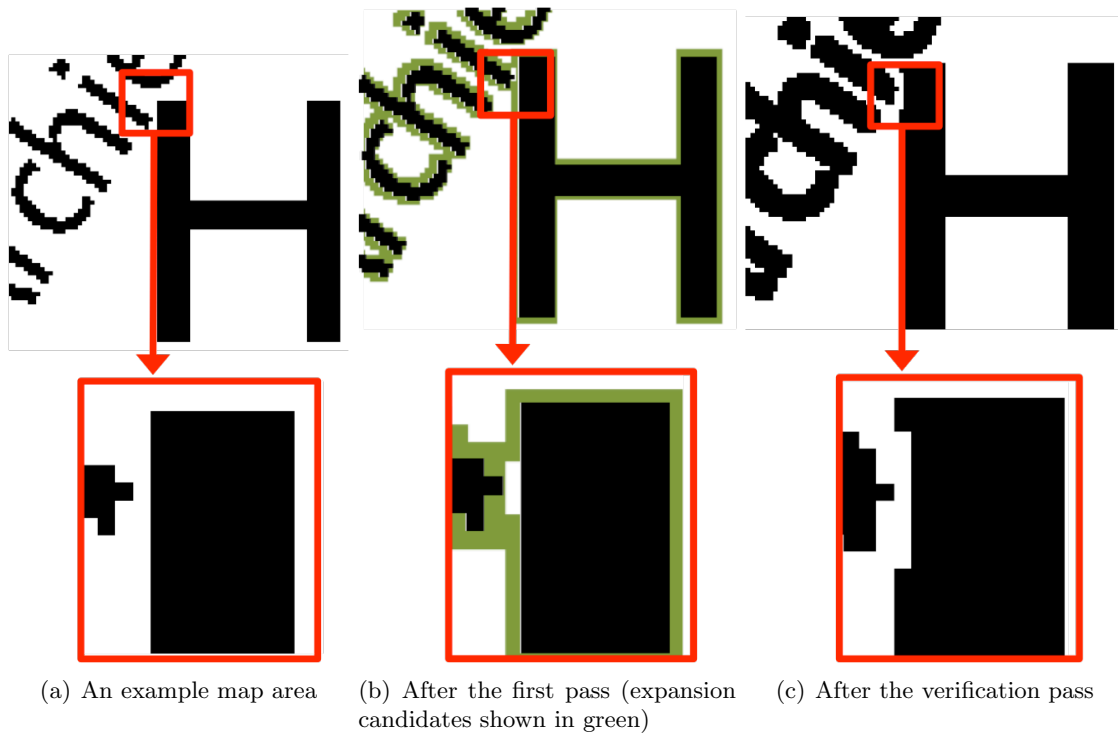 chie
H
(a) An example map area
(b) After the first pass (expansion
candidates shown in green)
(c) After the verification pass
chie
H
chie
H